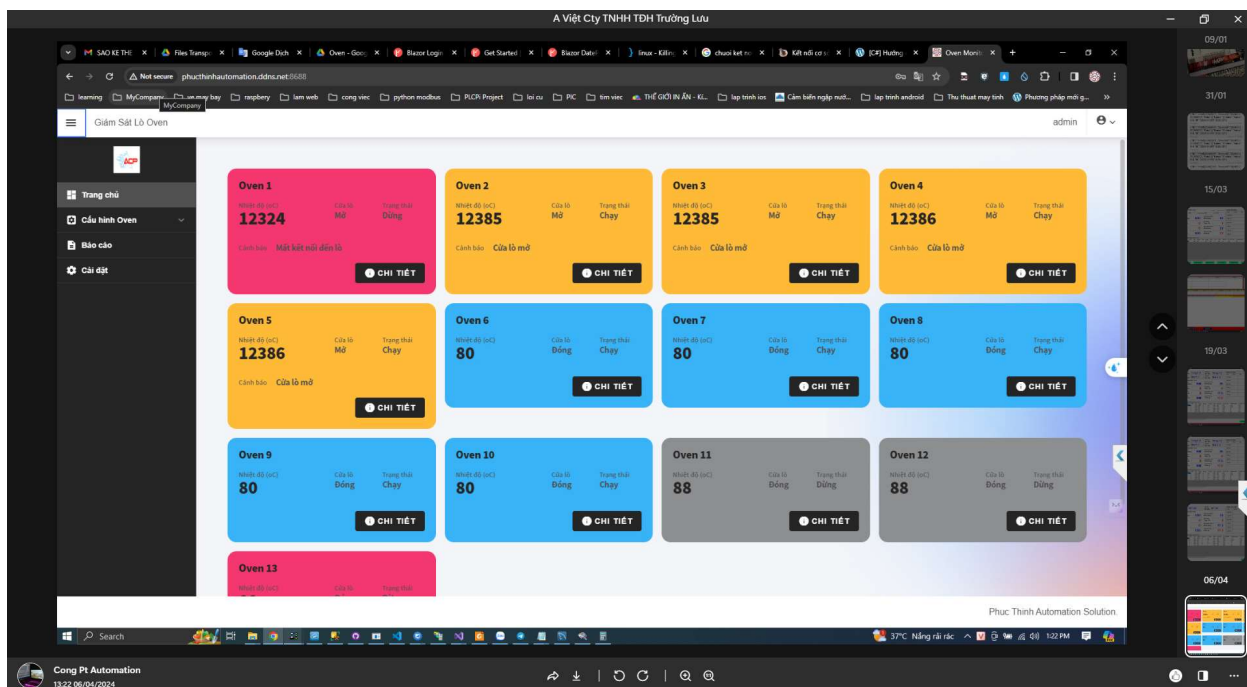 A Việt Cty TNHH TĐH Trường Lưu
09/01
M SAO KE THE Files Transp Google Dịch Oven - Goog Blazor Login Get Started Blazor Date linux - Killin chuoi ket no Kết nối cơ s [C#] Hướng Oven Monit
Not secure phucthinhautomation.ddns.net:8688
learning MyCompany may bay raspbery lam web cong viec python modbus PLCPi Project loi cu PIC tim viec THẾ GIỚI IN ẤN - Ki... lap trinh ios Cảm biến ngập nướ... lap trinh android Thu thuat may tinh Phương pháp mới g...
MyCompany
31/01
Giám Sát Lò Oven admin
ACP
Trang chủ
Cấu hình Oven
Báo cáo
Cài đặt
Oven 1
Nhiệt độ (oC) Cửa lò Trạng thái
12324 Mở Dừng
Cảnh báo Mất kết nối đến lò
CHI TIẾT
Oven 2
Nhiệt độ (oC) Cửa lò Trạng thái
12385 Mở Chạy
Cảnh báo Cửa lò mở
CHI TIẾT
Oven 3
Nhiệt độ (oC) Cửa lò Trạng thái
12385 Mở Chạy
Cảnh báo Cửa lò mở
CHI TIẾT
Oven 4
Nhiệt độ (oC) Cửa lò Trạng thái
12386 Mở Chạy
Cảnh báo Cửa lò mở
CHI TIẾT
15/03
Oven 5
Nhiệt độ (oC) Cửa lò Trạng thái
12386 Mở Chạy
Cảnh báo Cửa lò mở
CHI TIẾT
Oven 6
Nhiệt độ (oC) Cửa lò Trạng thái
80 Đóng Chạy
CHI TIẾT
Oven 7
Nhiệt độ (oC) Cửa lò Trạng thái
80 Đóng Chạy
CHI TIẾT
Oven 8
Nhiệt độ (oC) Cửa lò Trạng thái
80 Đóng Chạy
CHI TIẾT
19/03
Oven 9
Nhiệt độ (oC) Cửa lò Trạng thái
80 Đóng Chạy
CHI TIẾT
Oven 10
Nhiệt độ (oC) Cửa lò Trạng thái
80 Đóng Chạy
CHI TIẾT
Oven 11
Nhiệt độ (oC) Cửa lò Trạng thái
88 Đóng Dừng
CHI TIẾT
Oven 12
Nhiệt độ (oC) Cửa lò Trạng thái
88 Đóng Dừng
CHI TIẾT
Oven 13
Nhiệt độ (oC) Cửa lò Trạng thái
06/04
Phuc Thinh Automation Solution.
Search 37°C Nắng rải rác 1:22 PM
Cong Pt Automation
13:22 06/04/2024